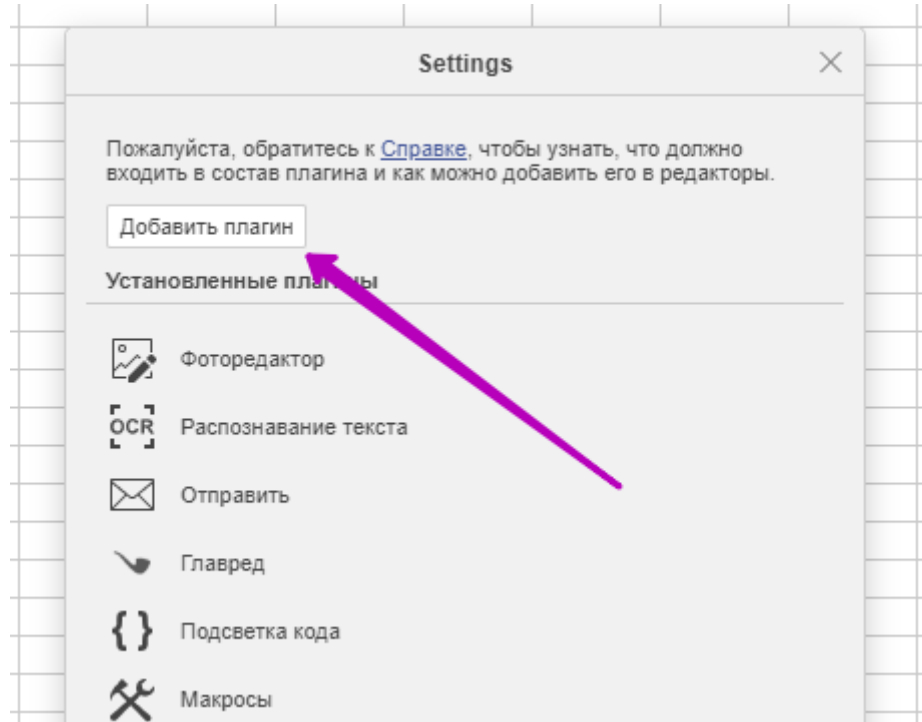 Settings
Пожалуйста, обратитесь к Справке, чтобы узнать, что должно
входить в состав плагина и как можно добавить его в редакторы.
Добавить плагин
Установленные плагины
Фоторедактор
OCR Распознавание текста
Отправить
Главред
{ } Подсветка кода
Макросы